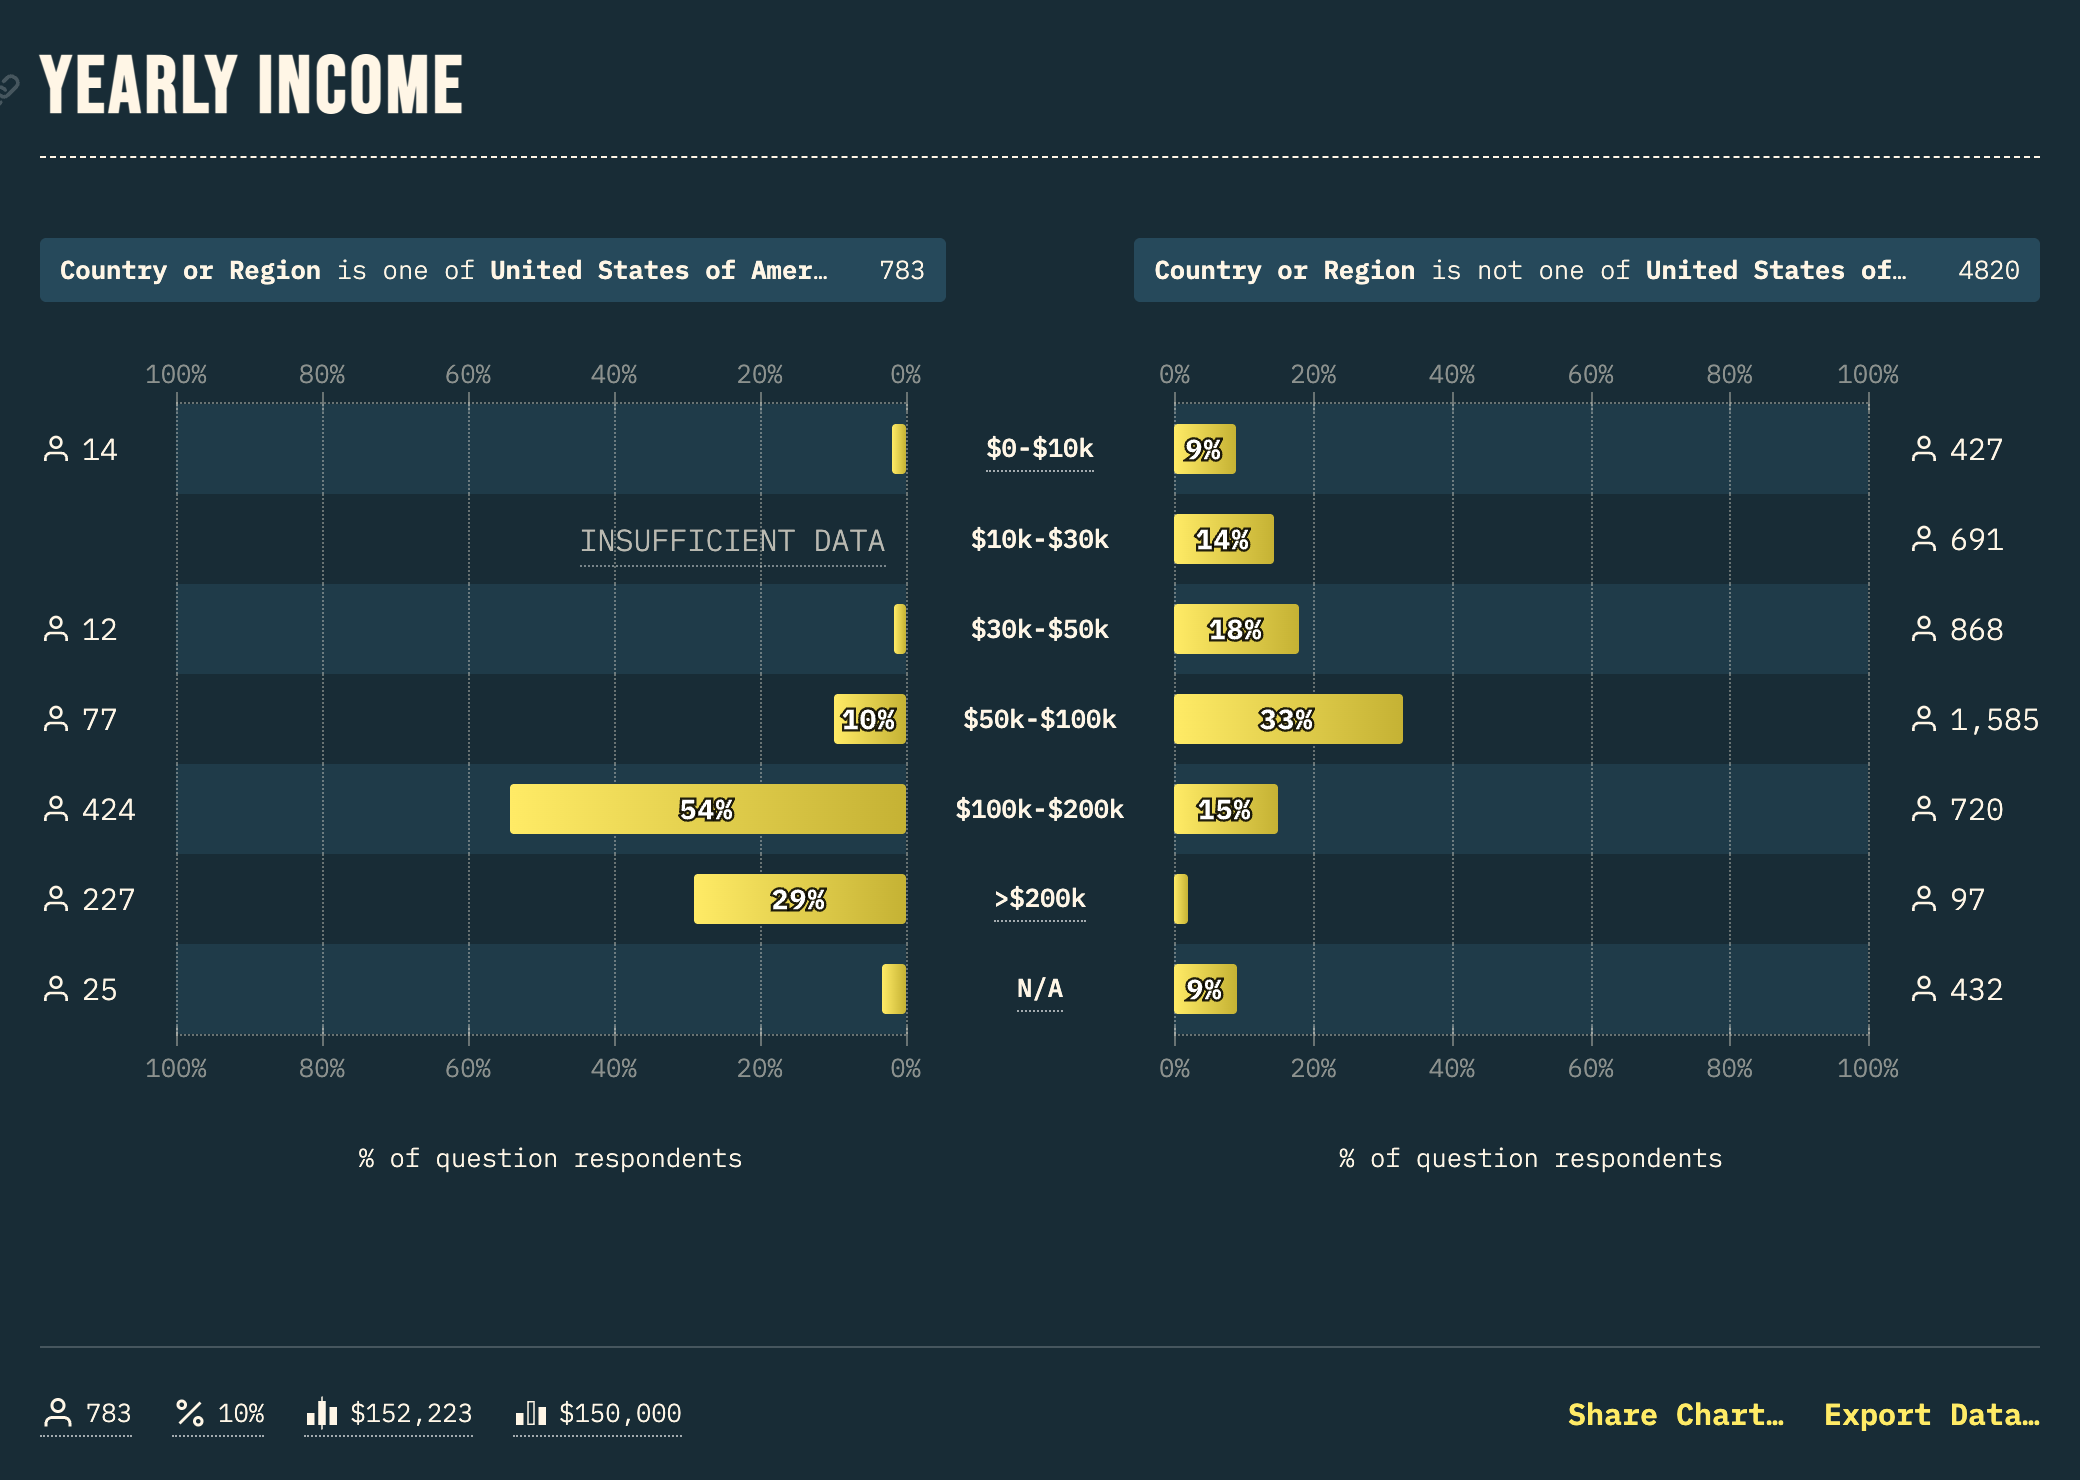 YEARLY INCOME
Country or Region is one of United States of Amer… 783
Country or Region is not one of United States of… 4820
100% 80% 60% 40% 20% 0%
0% 20% 40% 60% 80% 100%
14 $0-$10k 9% 427
INSUFFICIENT DATA $10k-$30k 14% 691
12 $30k-$50k 18% 868
77 10% $50k-$100k 33% 1,585
424 54% $100k-$200k 15% 720
227 29% >$200k 97
25 N/A 9% 432
100% 80% 60% 40% 20% 0%
0% 20% 40% 60% 80% 100%
% of question respondents
% of question respondents
783 10% $152,223 $150,000
Share Chart… Export Data…